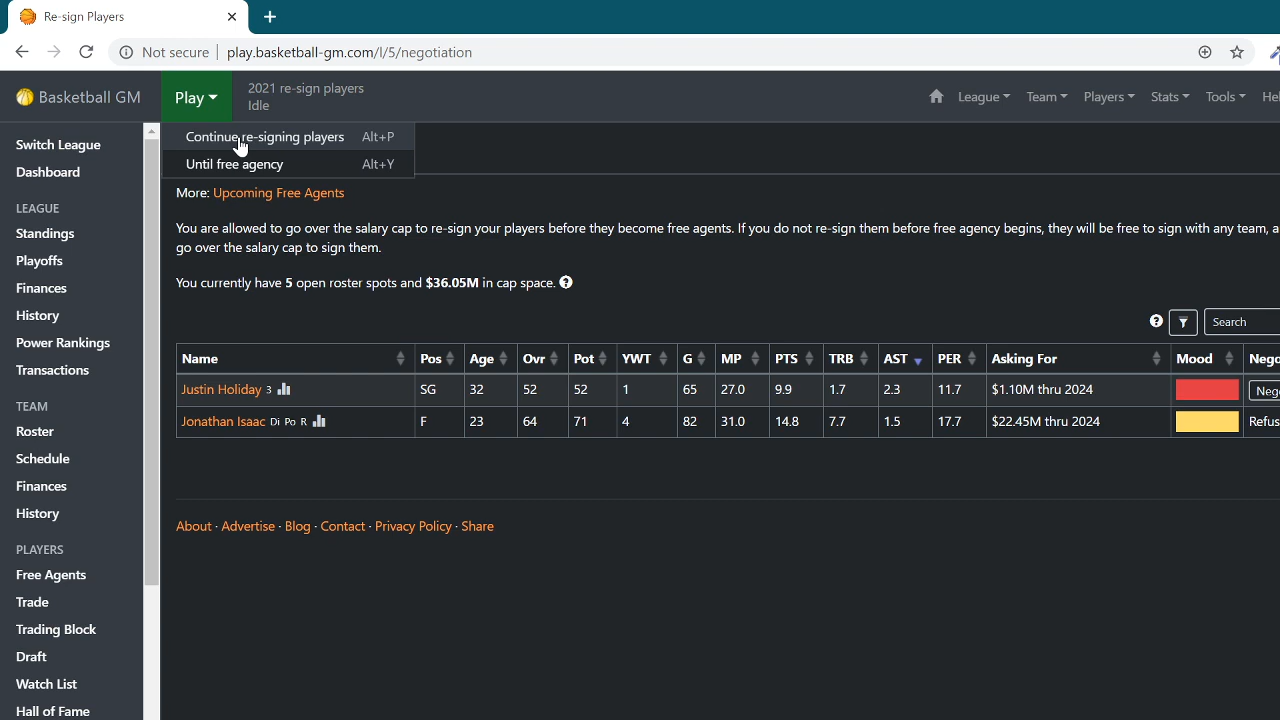 Re-sign Players
Not secure play.basketball-gm.com/l/5/negotiation
Basketball GM Play 2021 re-sign players
Idle
League Team Players Stats Tools
Continue re-signing players Alt+P
Until free agency Alt+Y
Switch League
Dashboard
LEAGUE
Standings
Playoffs
Finances
History
Power Rankings
Transactions
TEAM
Roster
Schedule
Finances
History
PLAYERS
Free Agents
Trade
Trading Block
Draft
Watch List
Hall of Fame
More: Upcoming Free Agents
You are allowed to go over the salary cap to re-sign your players before they become free agents. If you do not re-sign them before free agency begins, they will be free to sign with any team, a
go over the salary cap to sign them.
You currently have 5 open roster spots and $36.05M in cap space.
Search
Name Pos Age Ovr Pot YWT G MP PTS TRB AST PER Asking For Mood Nego
Justin Holiday 3 SG 32 52 52 1 65 27.0 9.9 1.7 2.3 11.7 $1.10M thru 2024 Nego
Jonathan Isaac Di Po R F 23 64 71 4 82 31.0 14.8 7.7 1.5 17.7 $22.45M thru 2024 Refus
About · Advertise · Blog · Contact · Privacy Policy · Share